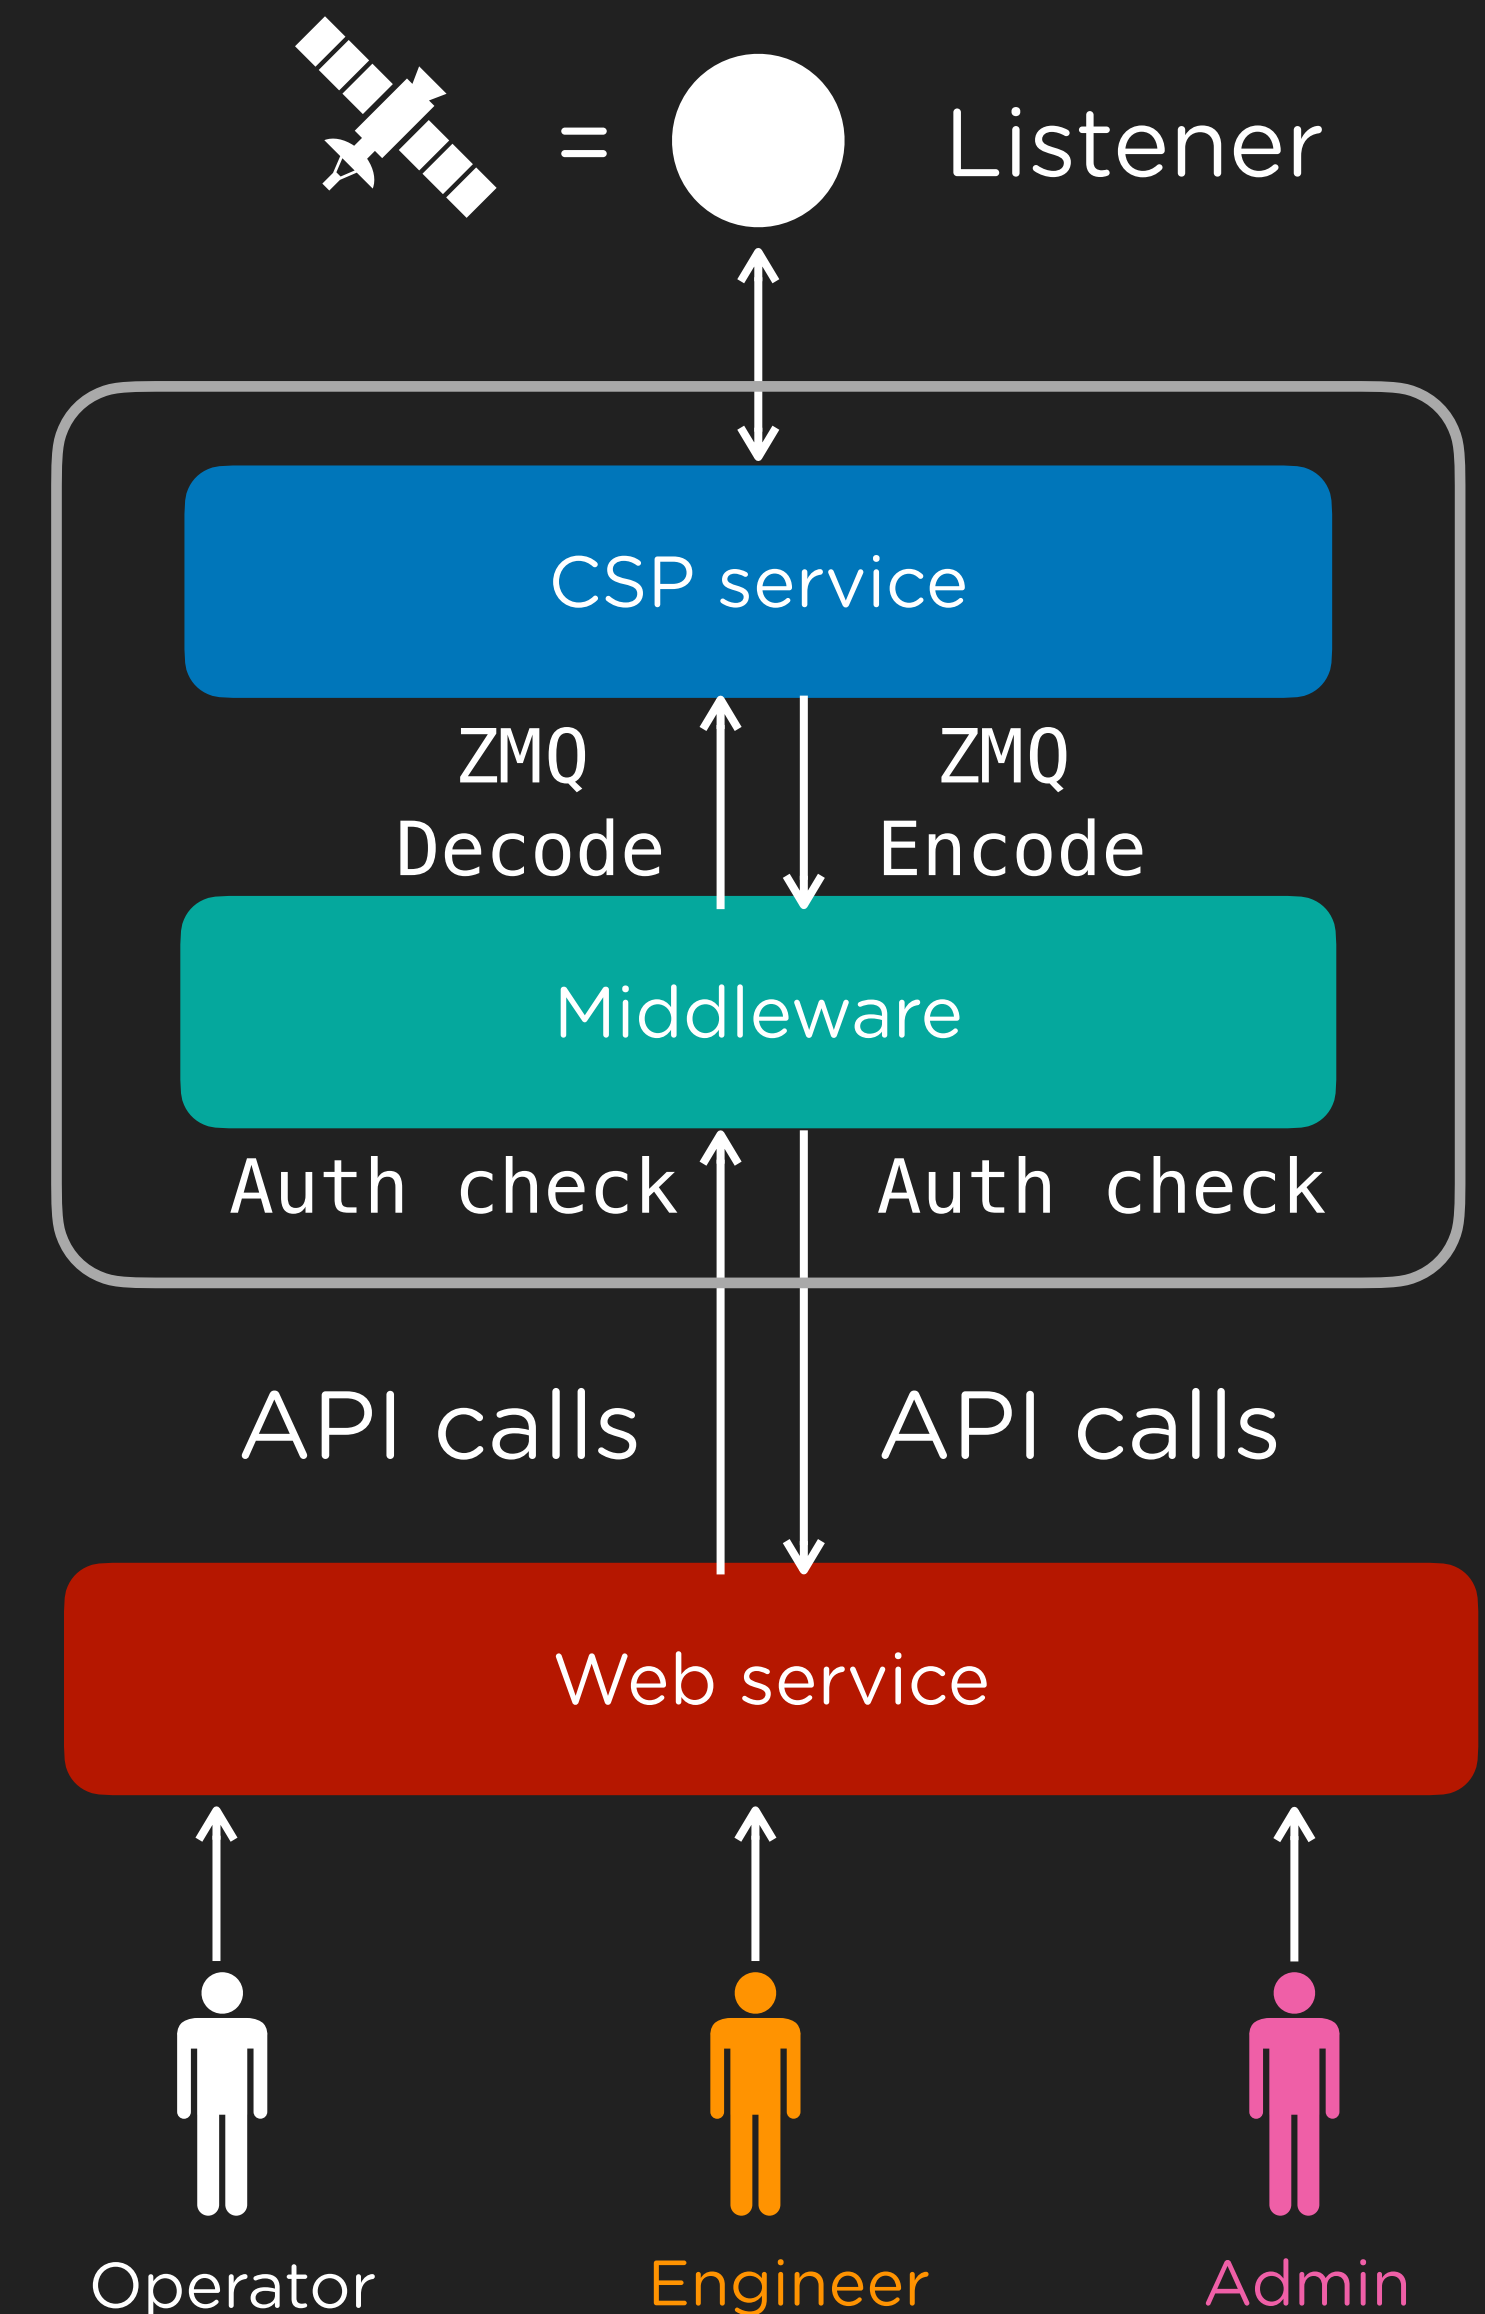 = Listener
CSP service
ZMQ ZMQ
Decode Encode
Middleware
Auth check Auth check
API calls API calls
Web service
Operator Engineer Admin